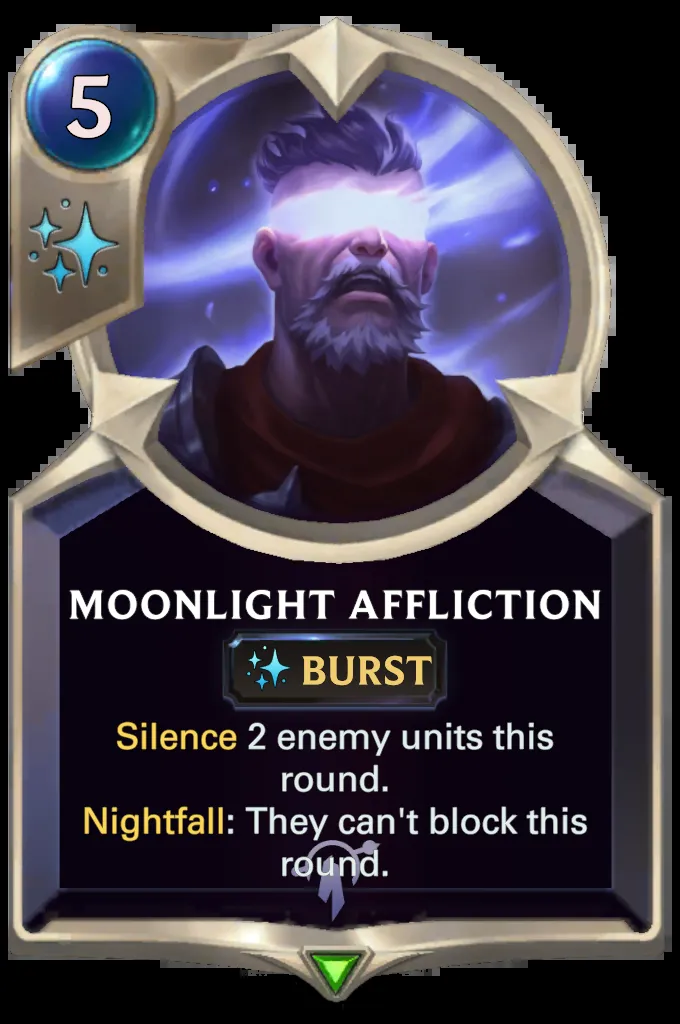 5
MOONLIGHT AFFLICTION
BURST
Silence 2 enemy units this
round.
Nightfall: They can't block this
round.